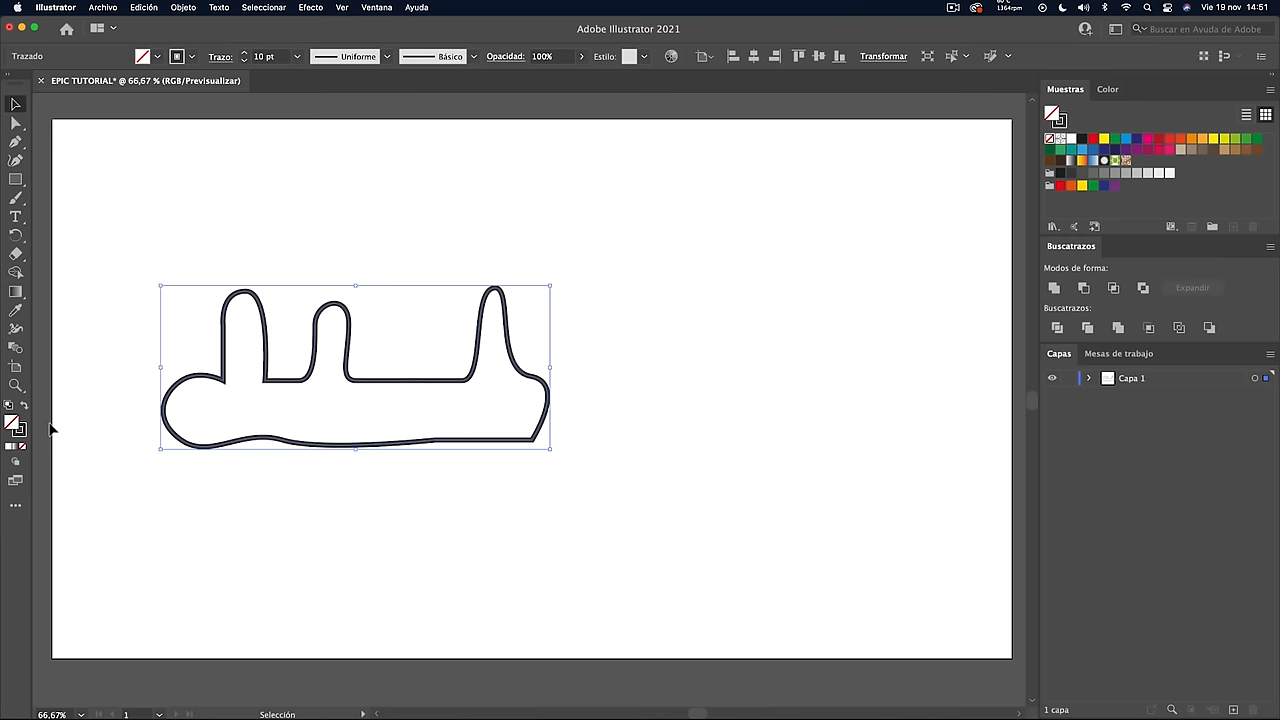 Illustrator Archivo Edición Objeto Texto Seleccionar Efecto Ver Ventana Ayuda
1364rpm Vie 19 nov 14:51
Adobe Illustrator 2021
Buscar en Ayuda de Adobe
Trazado Trazo: 10 pt Uniforme Básico Opacidad: 100% Estilo: Transformar
× EPIC TUTORIAL* @ 66,67 % (RGB/Previsualizar)
Muestras Color
Buscatrazos
Modos de forma:
Expandir
Buscatrazos:
Capas Mesas de trabajo
Capa 1
66,67% 1 Selección
1 capa